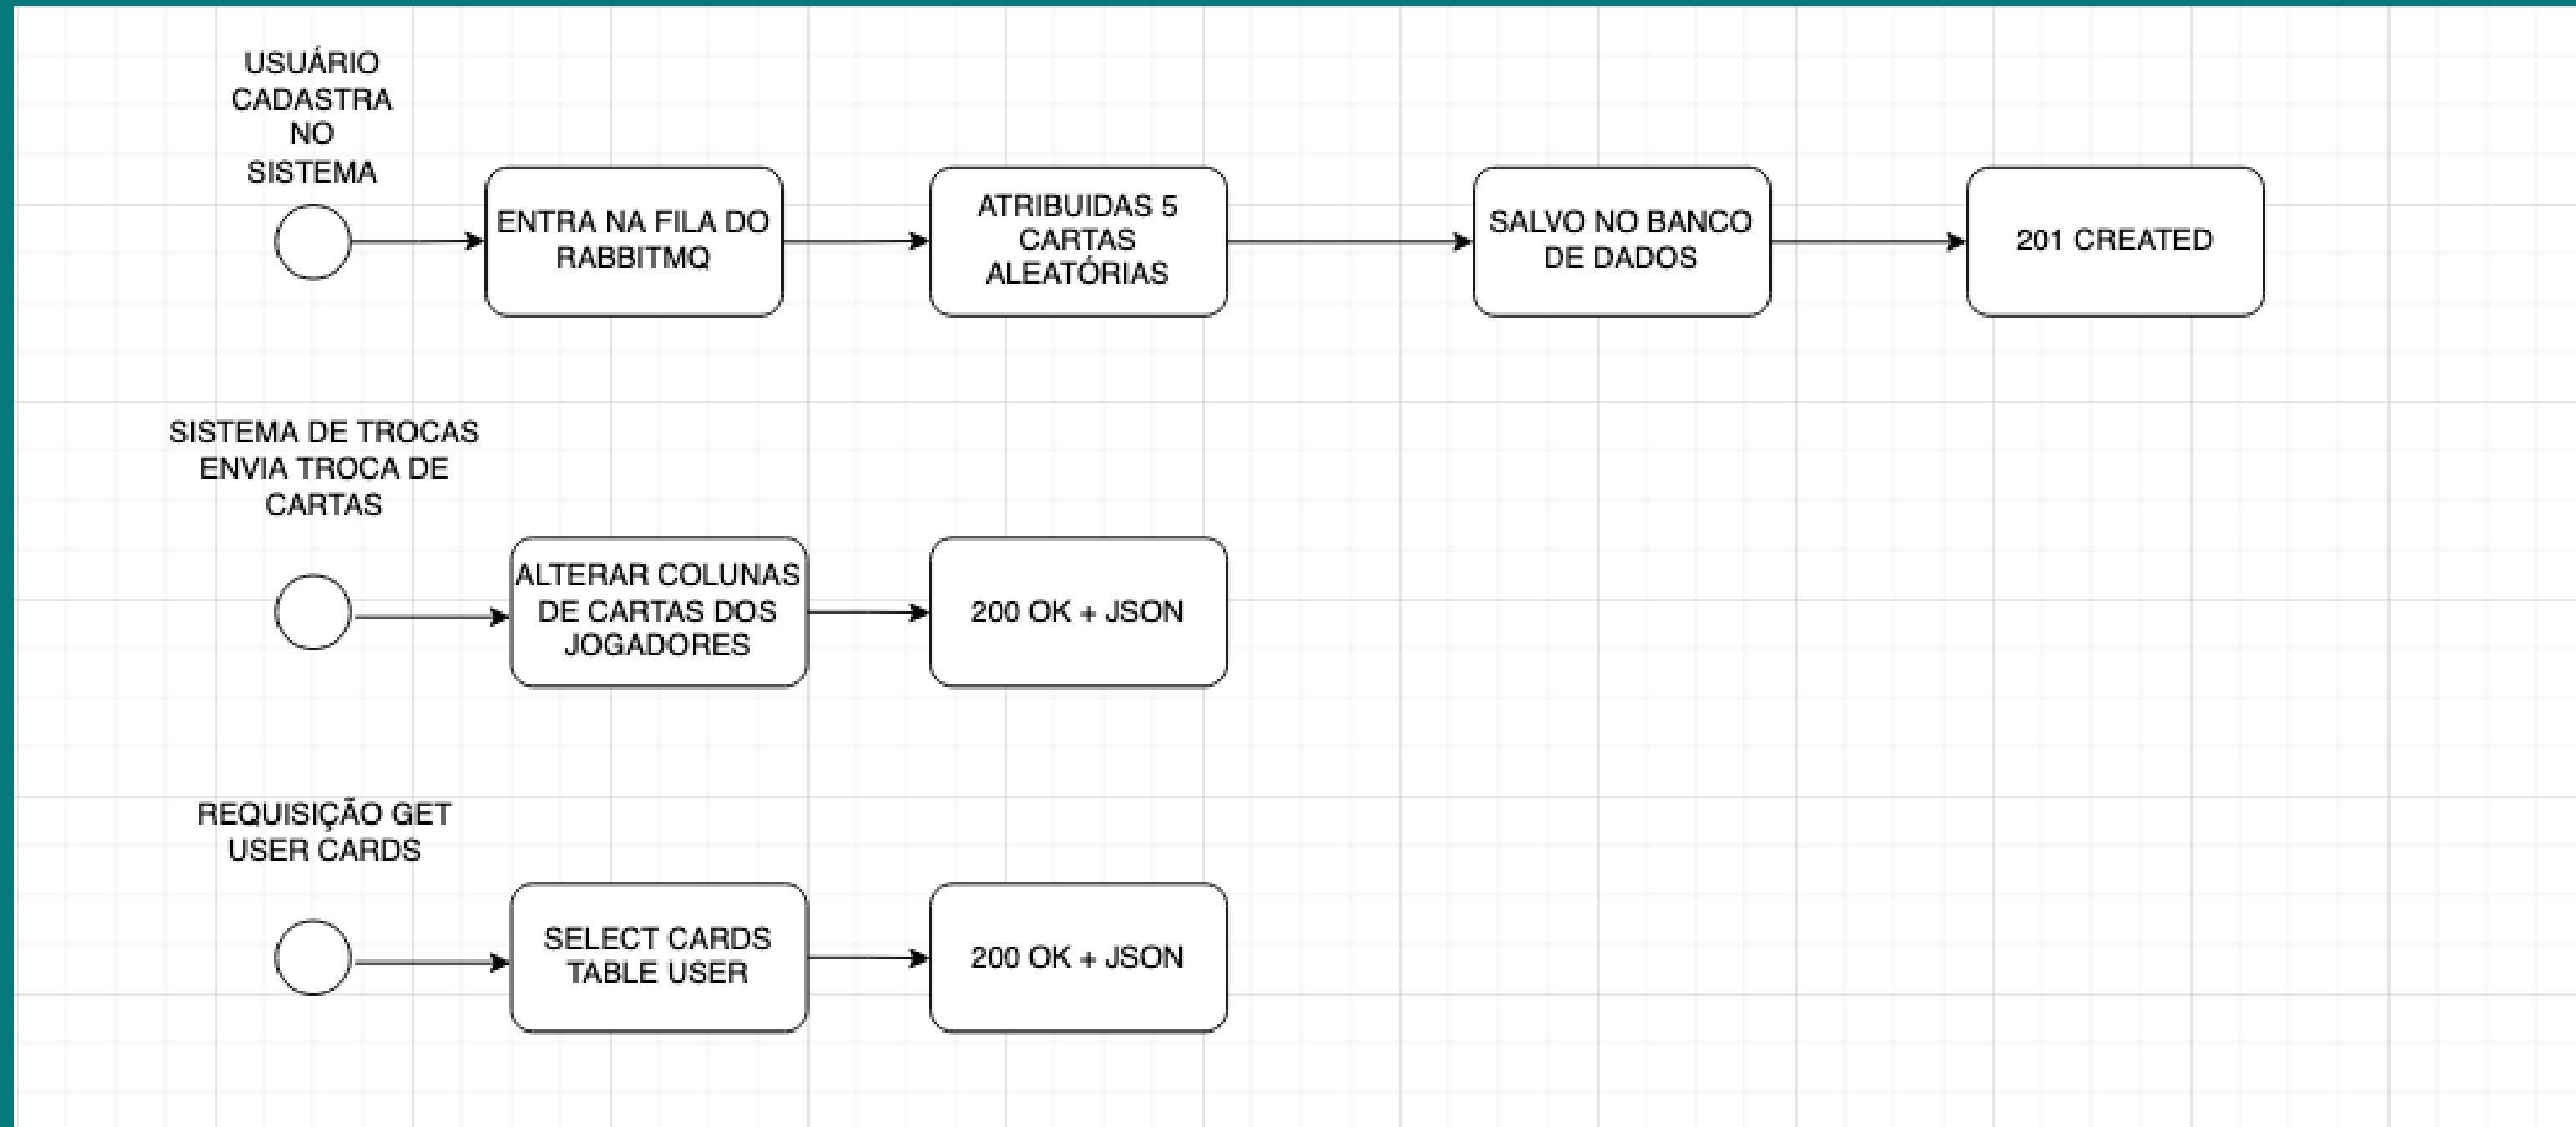 USUÁRIO
CADASTRA
NO
SISTEMA
ENTRA NA FILA DO
RABBITMQ
ATRIBUIDAS 5
CARTAS
ALEATÓRIAS
SALVO NO BANCO
DE DADOS
201 CREATED
SISTEMA DE TROCAS
ENVIA TROCA DE
CARTAS
ALTERAR COLUNAS
DE CARTAS DOS
JOGADORES
200 OK + JSON
REQUISIÇÃO GET
USER CARDS
SELECT CARDS
TABLE USER
200 OK + JSON